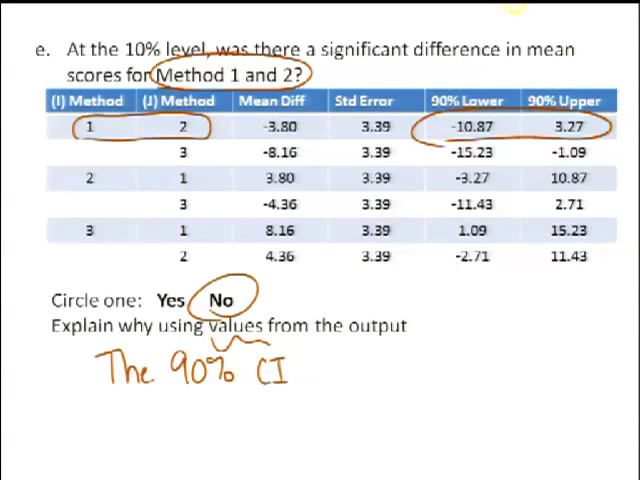 e. At the 10% level, was there a significant difference in mean
scores for Method 1 and 2?
(I) Method (J) Method Mean Diff Std Error 90% Lower 90% Upper
1 2 -3.80 3.39 -10.87 3.27
3 -8.16 3.39 -15.23 -1.09
2 1 3.80 3.39 -3.27 10.87
3 -4.36 3.39 -11.43 2.71
3 1 8.16 3.39 1.09 15.23
2 4.36 3.39 -2.71 11.43
Circle one: Yes No
Explain why using values from the output
The 90% CI